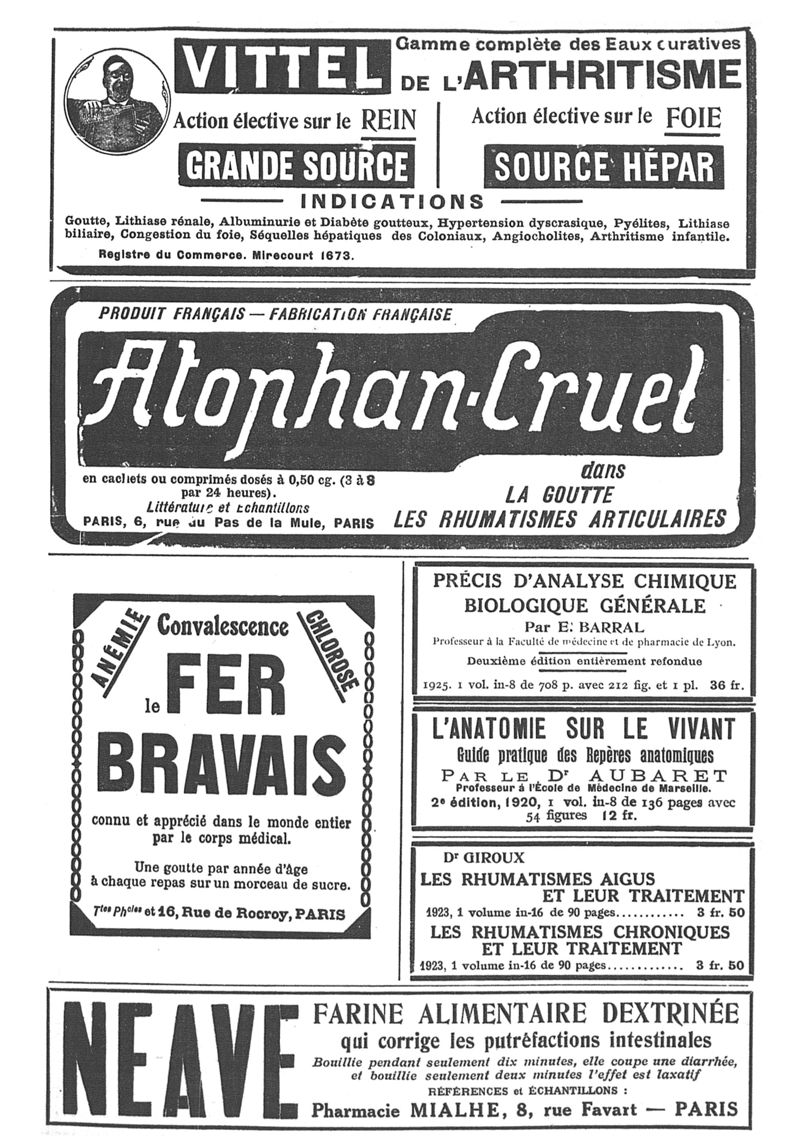 VITTEL
Gamme complète des Eaux curatives
DE L'ARTHRITISME
Action élective sur le REIN
GRANDE SOURCE
Action élective sur le FOIE
SOURCE HÉPAR
INDICATIONS
Goutte, Lithiase rénale, Albuminurie et Diabète goutteux, Hypertension dyscrasique, Pyélites, Lithiase
biliaire, Congestion du foie, Séquelles hépatiques des Coloniaux, Angiocholites, Arthritisme infantile.
Registre du Commerce. Mirecourt 1673.
PRODUIT FRANÇAIS — FABRICATION FRANÇAISE
Atophan-Cruet
en cachets ou comprimés dosés à 0,50 cg. (3 à 8
par 24 heures).
Littérature et Echantillons
PARIS, 6, rue du Pas de la Mule, PARIS
dans
LA GOUTTE
LES RHUMATISMES ARTICULAIRES
ANÉMIE
Convalescence
CHLOROSE
le FER
BRAVAIS
connu et apprécié dans le monde entier
par le corps médical.
Une goutte par année d'âge
à chaque repas sur un morceau de sucre.
Ttes Phcies et 16, Rue de Rocroy, PARIS
PRÉCIS D'ANALYSE CHIMIQUE
BIOLOGIQUE GÉNÉRALE
Par E. BARRAL
Professeur à la Faculté de médecine et de pharmacie de Lyon.
Deuxième édition entièrement refondue
1925. 1 vol. in-8 de 708 p. avec 212 fig. et 1 pl. 36 fr.
L'ANATOMIE SUR LE VIVANT
Guide pratique des Repères anatomiques
PAR LE Dr AUBARET
Professeur à l'École de Médecine de Marseille.
2e édition, 1920, 1 vol. in-8 de 136 pages avec
54 figures 12 fr.
Dr GIROUX
LES RHUMATISMES AIGUS
ET LEUR TRAITEMENT
1923, 1 volume in-16 de 90 pages............ 3 fr. 50
LES RHUMATISMES CHRONIQUES
ET LEUR TRAITEMENT
1923, 1 volume in-16 de 90 pages............. 3 fr. 50
NEAVE
FARINE ALIMENTAIRE DEXTRINÉE
qui corrige les putréfactions intestinales
Bouillie pendant seulement dix minutes, elle coupe une diarrhée,
et bouillie seulement deux minutes l'effet est laxatif
RÉFÉRENCES et ÉCHANTILLONS :
Pharmacie MIALHE, 8, rue Favart — PARIS